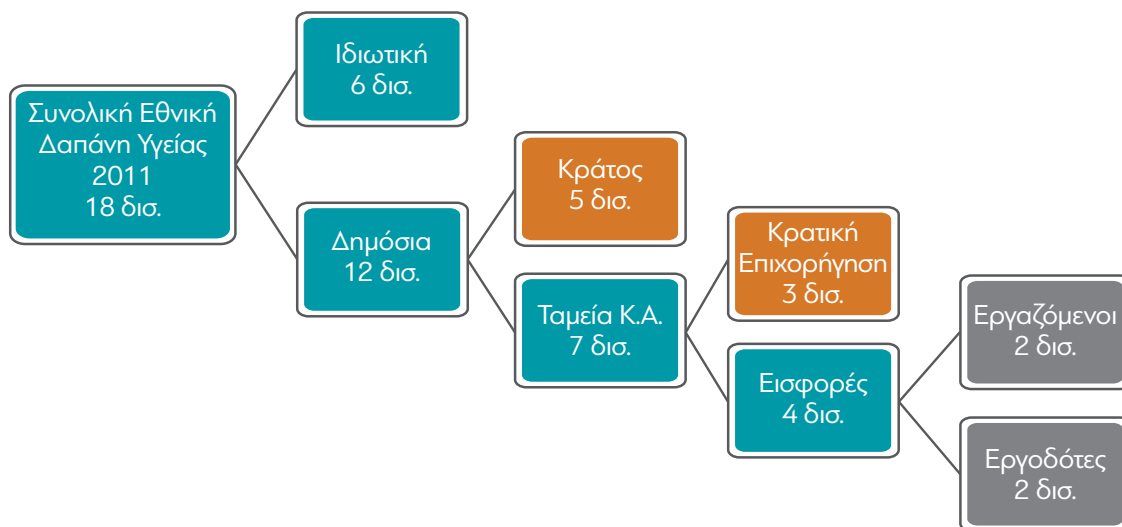 Συνολική Εθνική
Δαπάνη Υγείας
2011
18 δισ.
Ιδιωτική
6 δισ.
Δημόσια
12 δισ.
Κράτος
5 δισ.
Ταμεία Κ.Α.
7 δισ.
Κρατική
Επιχορήγηση
3 δισ.
Εισφορές
4 δισ.
Εργαζόμενοι
2 δισ.
Εργοδότες
2 δισ.